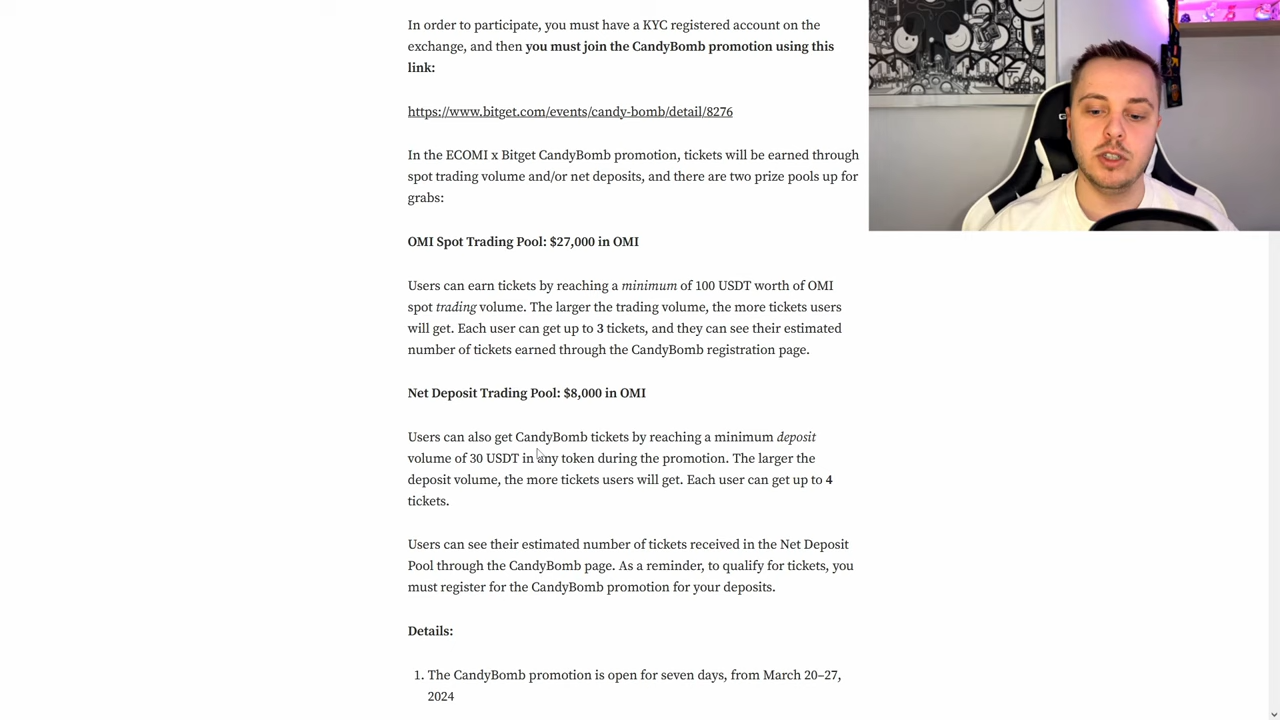 In order to participate, you must have a KYC registered account on the
exchange, and then you must join the CandyBomb promotion using this
link:
https://www.bitget.com/events/candy-bomb/detail/8276
In the ECOMI x Bitget CandyBomb promotion, tickets will be earned through
spot trading volume and/or net deposits, and there are two prize pools up for
grabs:
OMI Spot Trading Pool: $27,000 in OMI
Users can earn tickets by reaching a minimum of 100 USDT worth of OMI
spot trading volume. The larger the trading volume, the more tickets users
will get. Each user can get up to 3 tickets, and they can see their estimated
number of tickets earned through the CandyBomb registration page.
Net Deposit Trading Pool: $8,000 in OMI
Users can also get CandyBomb tickets by reaching a minimum deposit
volume of 30 USDT in any token during the promotion. The larger the
deposit volume, the more tickets users will get. Each user can get up to 4
tickets.
Users can see their estimated number of tickets received in the Net Deposit
Pool through the CandyBomb page. As a reminder, to qualify for tickets, you
must register for the CandyBomb promotion for your deposits.
Details:
1. The CandyBomb promotion is open for seven days, from March 20–27,
2024